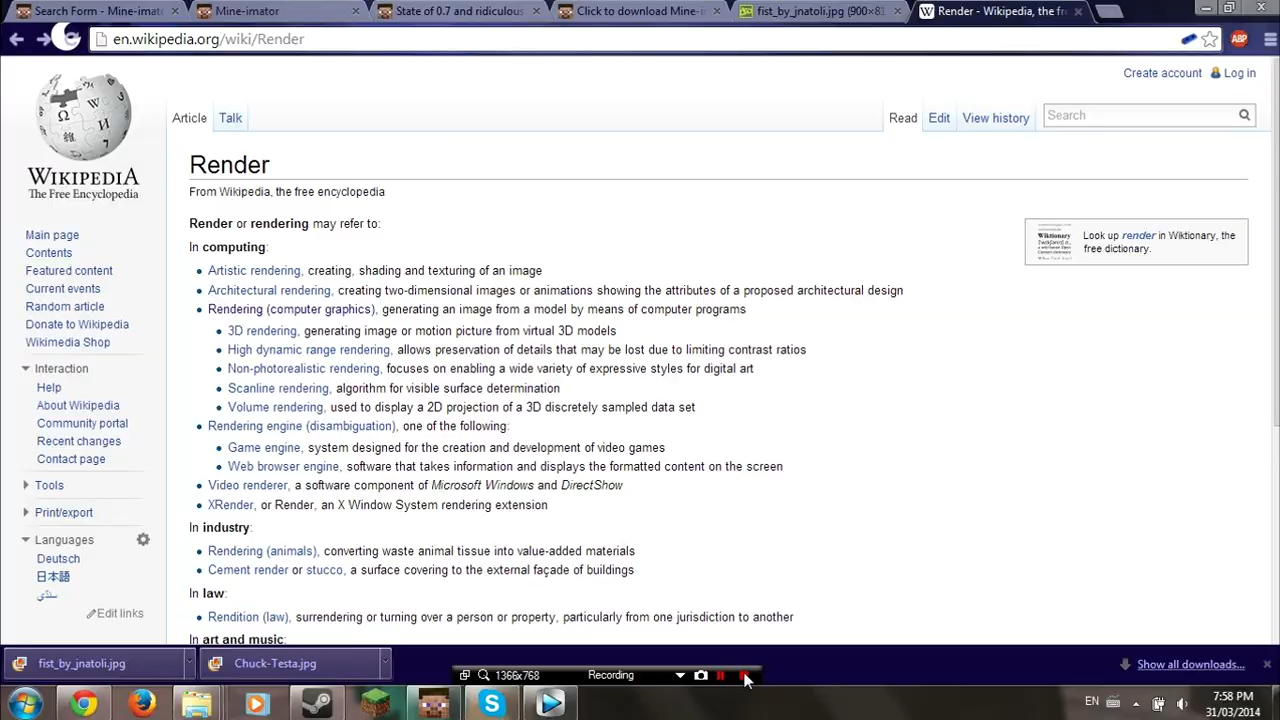 Search Form - Mine-imat
Mine-imator
State of 0.7 and ridiculous
Click to download Mine-i
fist_by_jnatoli.jpg (900×81
Render - Wikipedia, the fr
en.wikipedia.org/wiki/Render
ABP
Create account Log in
Article Talk
Read Edit View history Search
WIKIPEDIA
The Free Encyclopedia
Main page
Contents
Featured content
Current events
Random article
Donate to Wikipedia
Wikimedia Shop
Interaction
Help
About Wikipedia
Community portal
Recent changes
Contact page
Tools
Print/export
Languages
Deutsch
日本語
سنڌي
Edit links
Render
From Wikipedia, the free encyclopedia
Render or rendering may refer to:
In computing:
Artistic rendering, creating, shading and texturing of an image
Architectural rendering, creating two-dimensional images or animations showing the attributes of a proposed architectural design
Rendering (computer graphics), generating an image from a model by means of computer programs
3D rendering, generating image or motion picture from virtual 3D models
High dynamic range rendering, allows preservation of details that may be lost due to limiting contrast ratios
Non-photorealistic rendering, focuses on enabling a wide variety of expressive styles for digital art
Scanline rendering, algorithm for visible surface determination
Volume rendering, used to display a 2D projection of a 3D discretely sampled data set
Rendering engine (disambiguation), one of the following:
Game engine, system designed for the creation and development of video games
Web browser engine, software that takes information and displays the formatted content on the screen
Video renderer, a software component of Microsoft Windows and DirectShow
XRender, or Render, an X Window System rendering extension
In industry:
Rendering (animals), converting waste animal tissue into value-added materials
Cement render or stucco, a surface covering to the external façade of buildings
In law:
Rendition (law), surrendering or turning over a person or property, particularly from one jurisdiction to another
In art and music:
Look up render in Wiktionary, the
free dictionary.
fist_by_jnatoli.jpg
Chuck-Testa.jpg
Show all downloads...
1366x768 Recording
EN
7:58 PM
31/03/2014